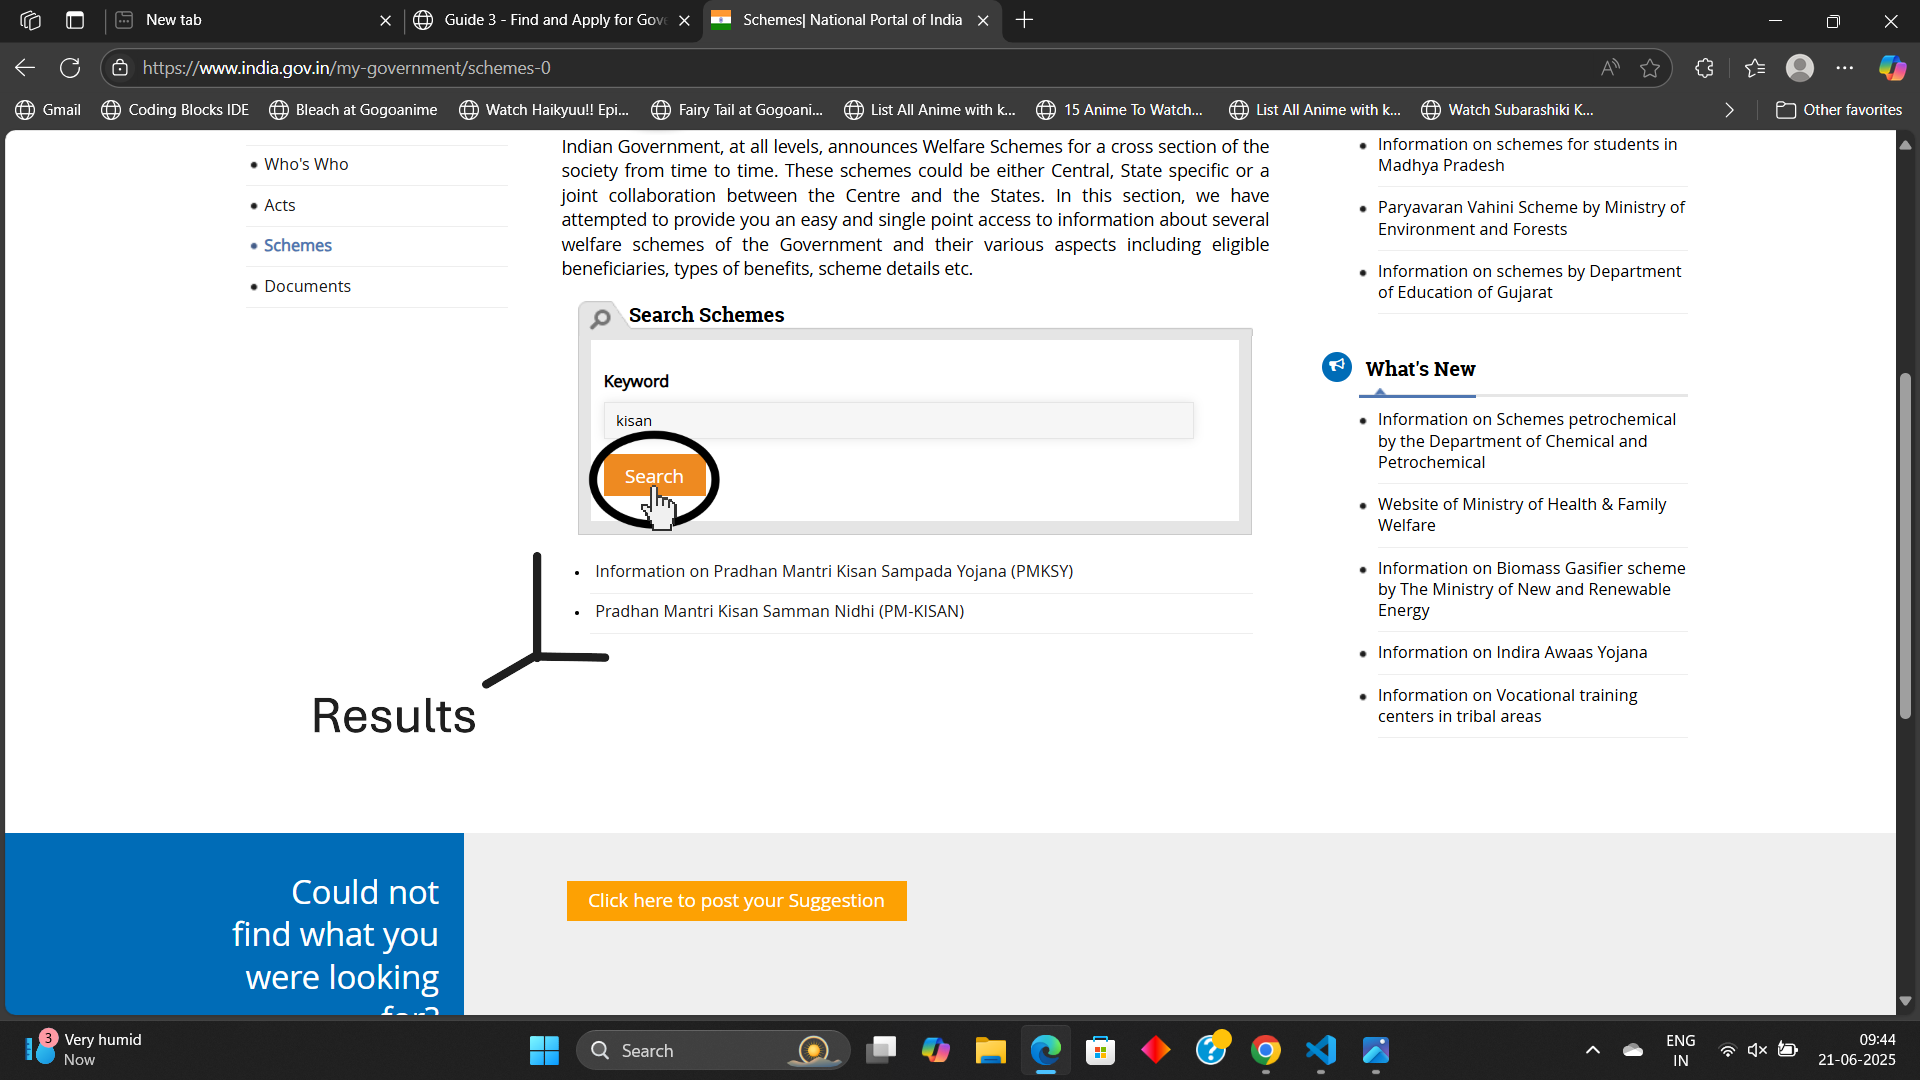 New tab
Guide 3 - Find and Apply for Gove
Schemes| National Portal of India
https://www.india.gov.in/my-government/schemes-0
Gmail
Coding Blocks IDE
Bleach at Gogoanime
Watch Haikyuu!! Epi...
Fairy Tail at Gogoani...
List All Anime with k...
15 Anime To Watch...
List All Anime with k...
Watch Subarashiki K...
Other favorites
Who's Who
Acts
Schemes
Documents
Indian Government, at all levels, announces Welfare Schemes for a cross section of the
society from time to time. These schemes could be either Central, State specific or a
joint collaboration between the Centre and the States. In this section, we have
attempted to provide you an easy and single point access to information about several
welfare schemes of the Government and their various aspects including eligible
beneficiaries, types of benefits, scheme details etc.
Search Schemes
Keyword
kisan
Search
Information on Pradhan Mantri Kisan Sampada Yojana (PMKSY)
Pradhan Mantri Kisan Samman Nidhi (PM-KISAN)
Results
Information on schemes for students in
Madhya Pradesh
Paryavaran Vahini Scheme by Ministry of
Environment and Forests
Information on schemes by Department
of Education of Gujarat
What's New
Information on Schemes petrochemical
by the Department of Chemical and
Petrochemical
Website of Ministry of Health & Family
Welfare
Information on Biomass Gasifier scheme
by The Ministry of New and Renewable
Energy
Information on Indira Awaas Yojana
Information on Vocational training
centers in tribal areas
Could not
find what you
were looking
for?
Click here to post your Suggestion
3
Very humid
Now
Search
ENG
IN
09:44
21-06-2025